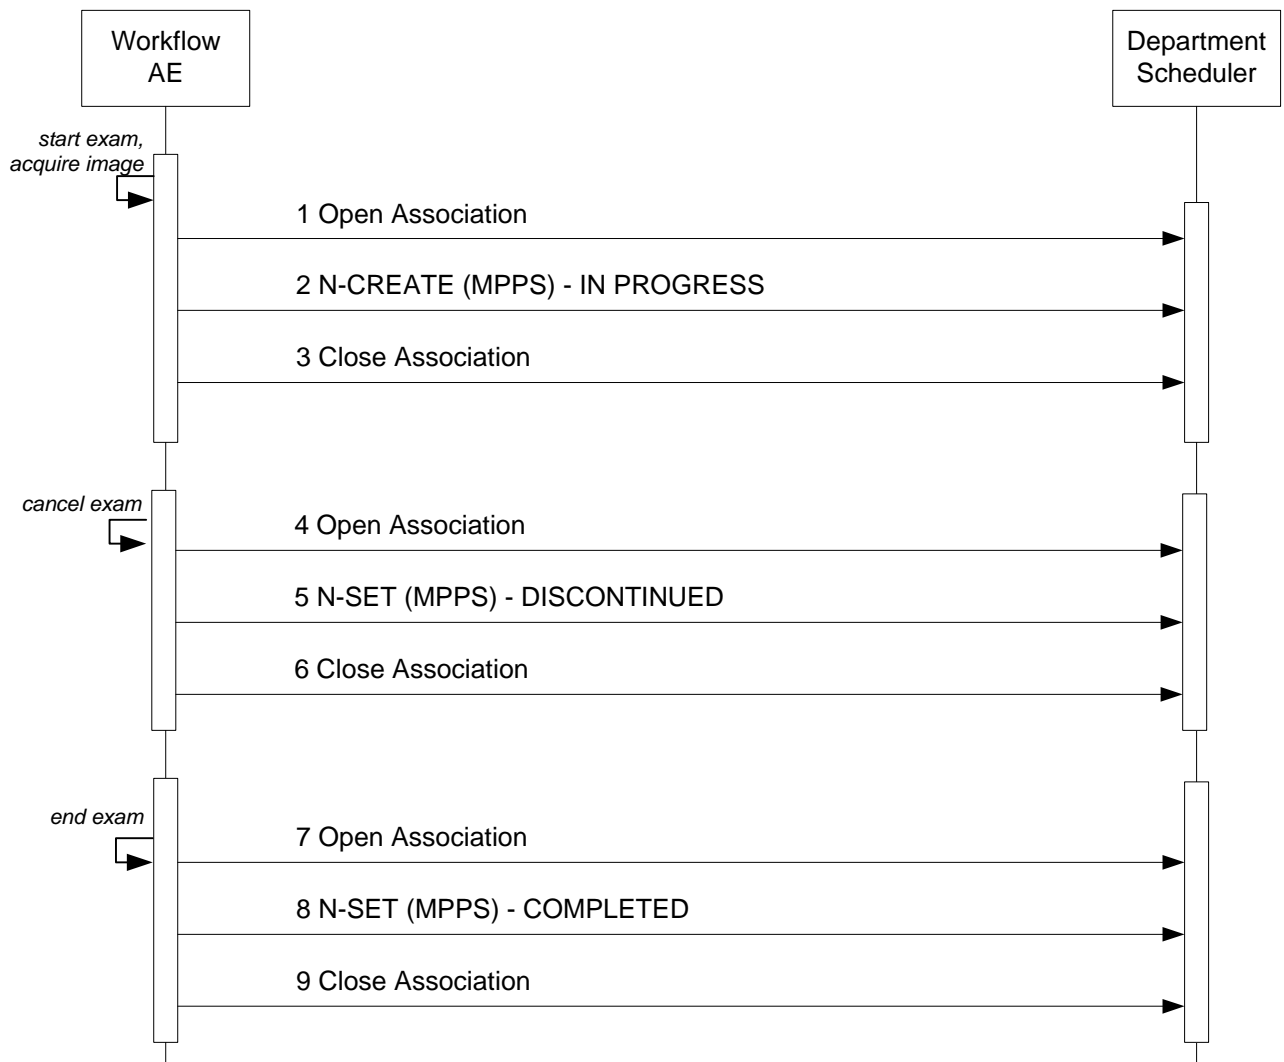 Workflow
AE
Department
Scheduler
start exam,
acquire image
1 Open Association
2 N-CREATE (MPPS) - IN PROGRESS
3 Close Association
cancel exam
4 Open Association
5 N-SET (MPPS) - DISCONTINUED
6 Close Association
end exam
7 Open Association
8 N-SET (MPPS) - COMPLETED
9 Close Association